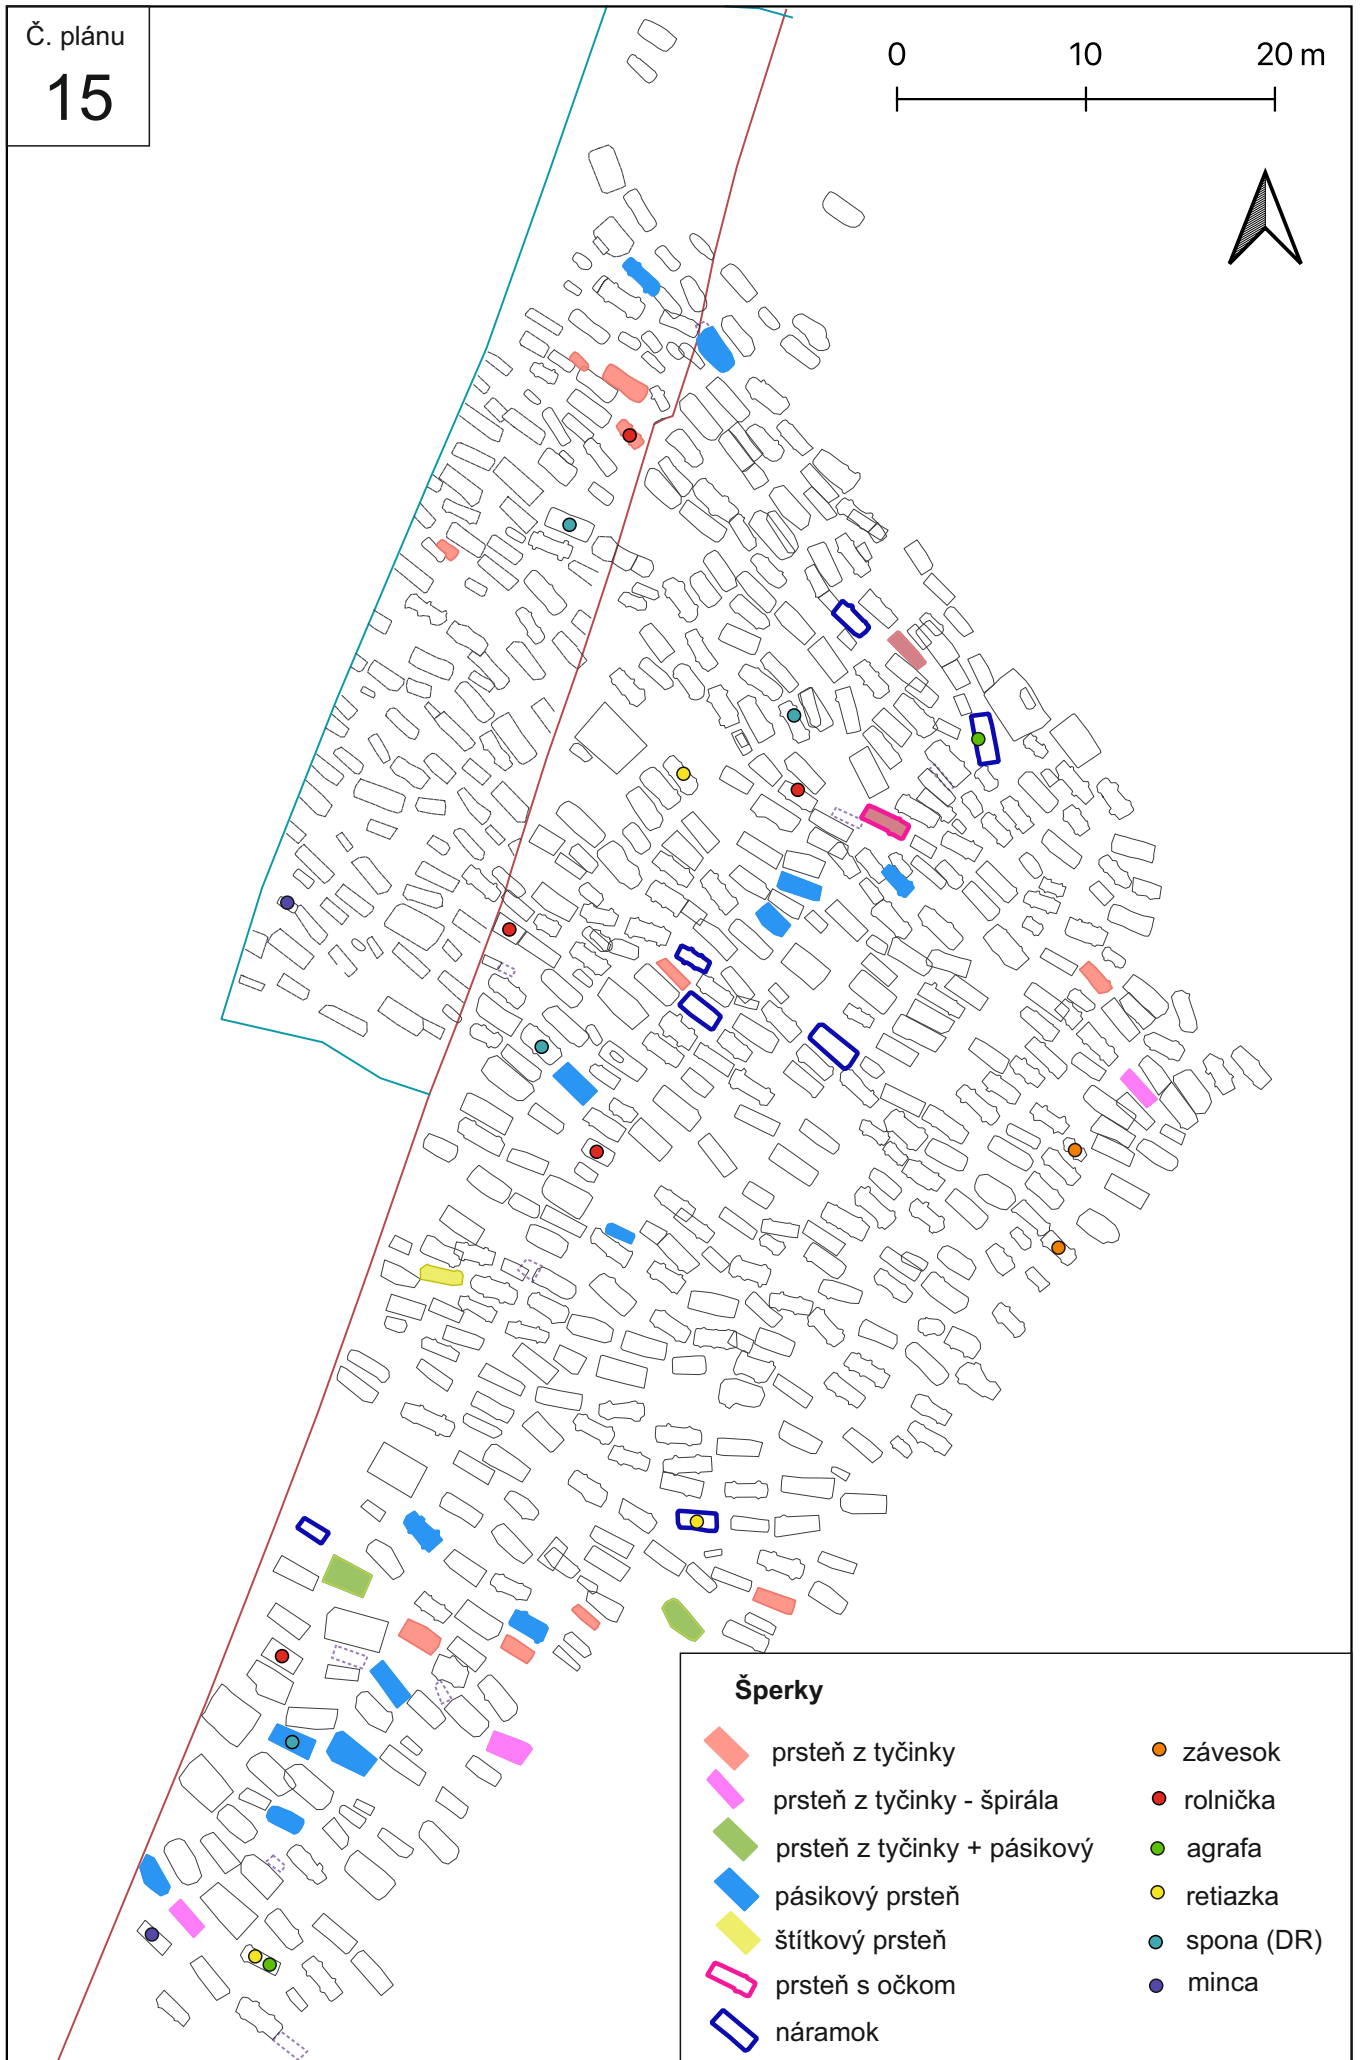 Č. plánu
15
0 10 20 m
Šperky
prsteň z tyčinky
prsteň z tyčinky - špirála
prsteň z tyčinky + pásikový
pásikový prsteň
štítkový prsteň
prsteň s očkom
náramok
závesok
rolnička
agrafa
retiazka
spona (DR)
minca